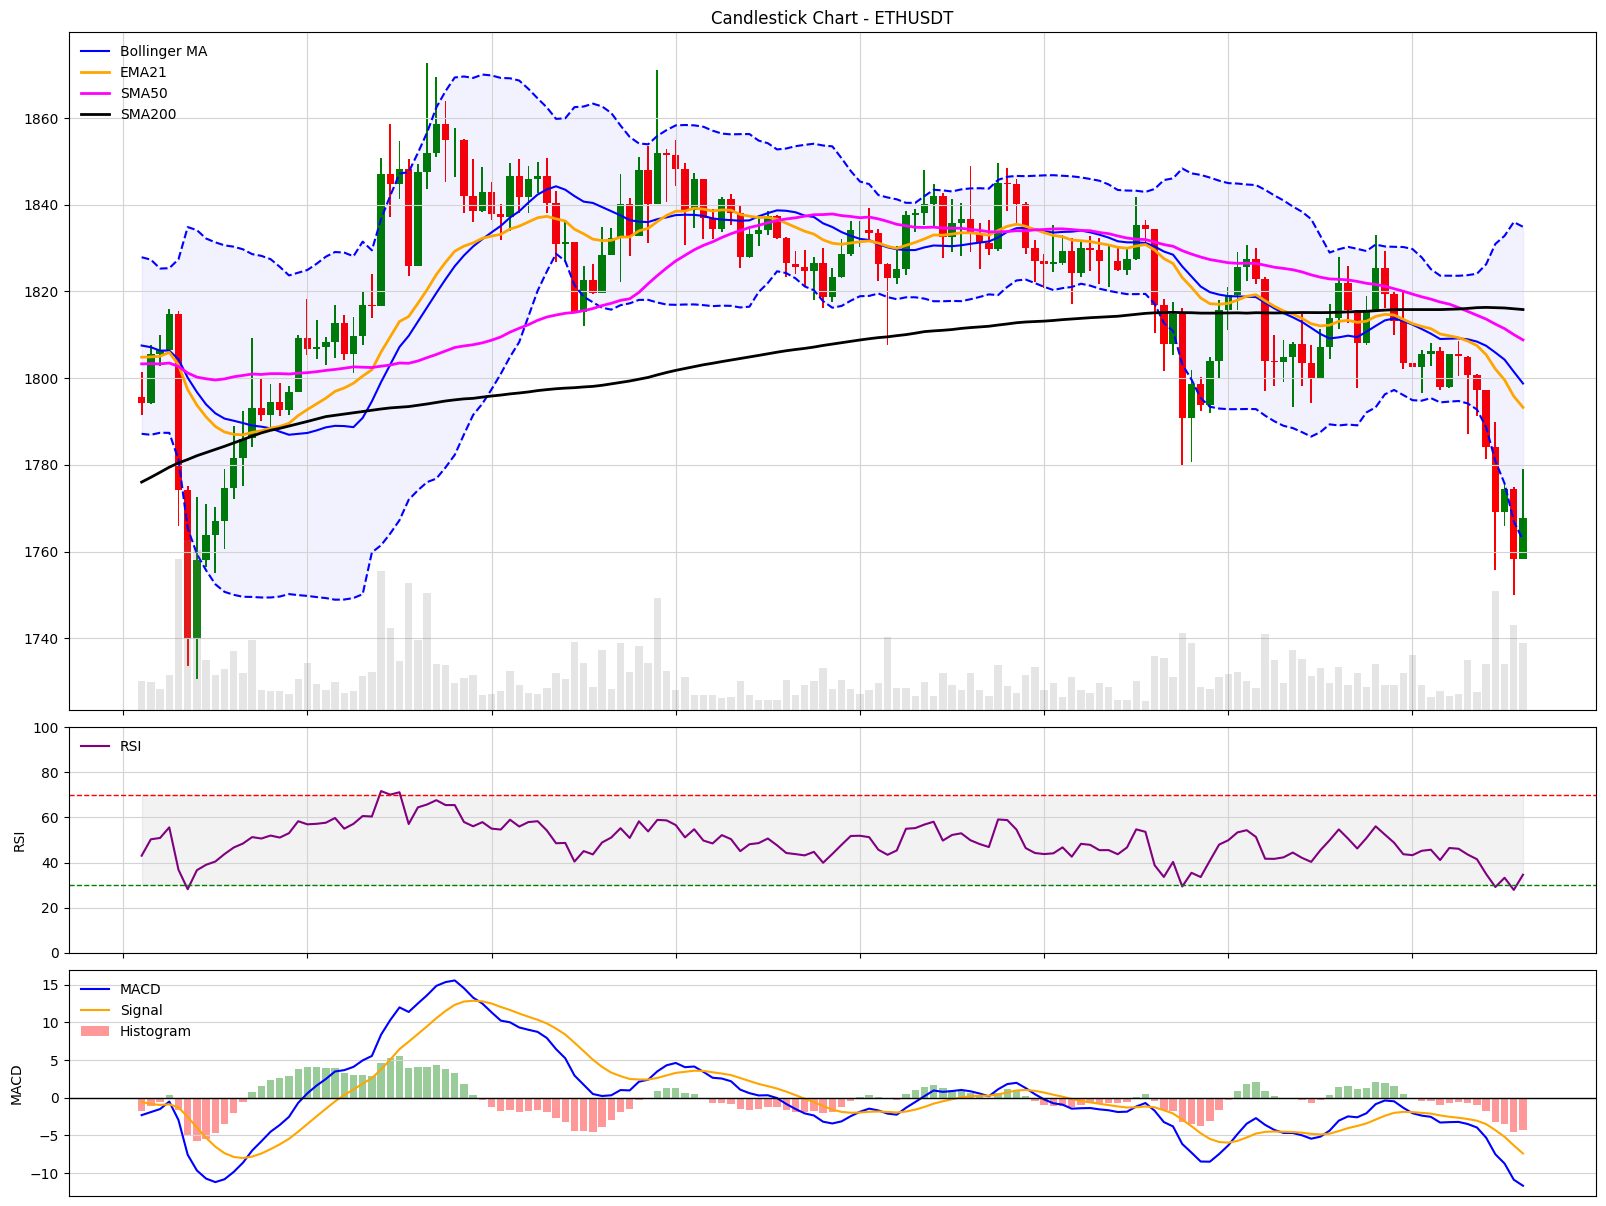 Candlestick Chart - ETHUSDT
Bollinger MA
EMA21
SMA50
SMA200
1860
1840
1820
1800
1780
1760
1740
RSI
100
80
60
40
20
0
RSI
MACD
Signal
Histogram
15
10
5
0
−5
−10
MACD